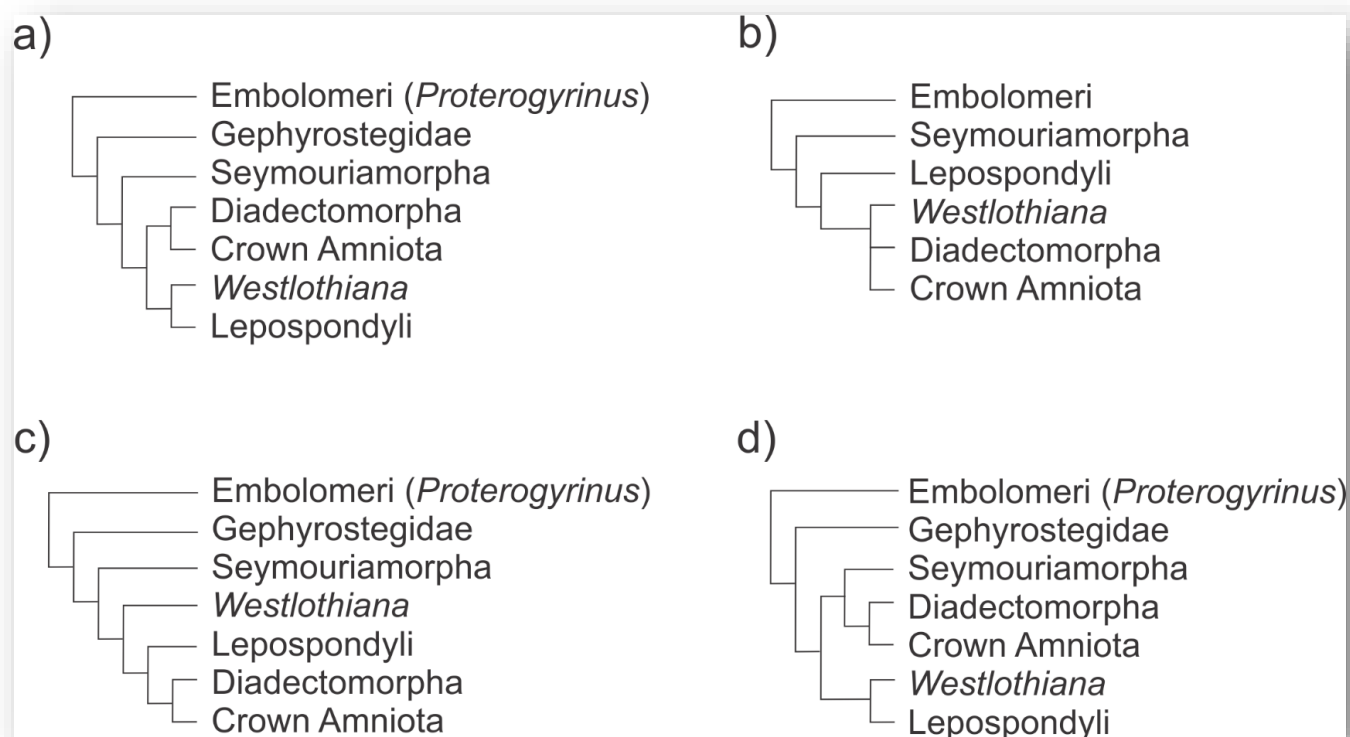 a)
Embolomeri (Proterogyrinus)
Gephyrostegidae
Seymouriamorpha
Diadectomorpha
Crown Amniota
Westlothiana
Lepospondyli
b)
Embolomeri
Seymouriamorpha
Lepospondyli
Westlothiana
Diadectomorpha
Crown Amniota
c)
Embolomeri (Proterogyrinus)
Gephyrostegidae
Seymouriamorpha
Westlothiana
Lepospondyli
Diadectomorpha
Crown Amniota
d)
Embolomeri (Proterogyrinus)
Gephyrostegidae
Seymouriamorpha
Diadectomorpha
Crown Amniota
Westlothiana
Lepospondyli